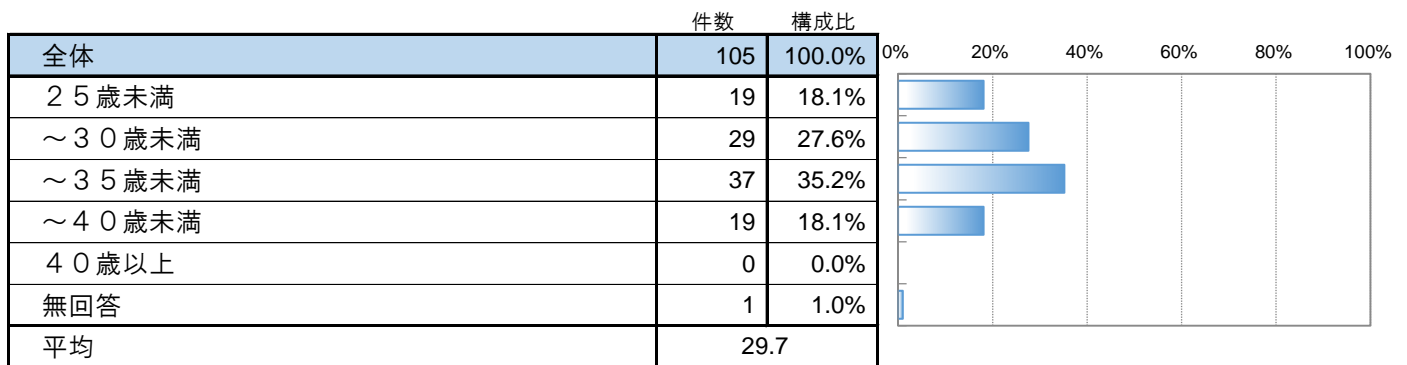 件数 構成比
全体 105 100.0% 0% 20% 40% 60% 80% 100%
２５歳未満 19 18.1%
～３０歳未満 29 27.6%
～３５歳未満 37 35.2%
～４０歳未満 19 18.1%
４０歳以上 0 0.0%
無回答 1 1.0%
平均 29.7